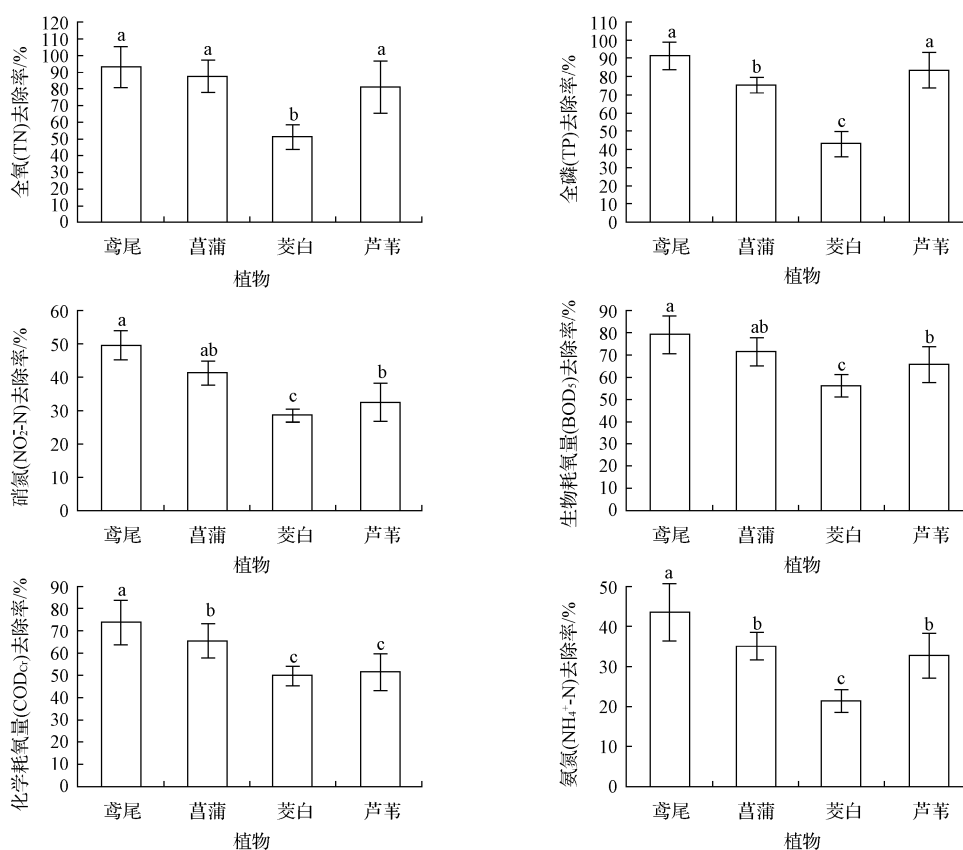 全氧(TN)去除率/%
120
110
100
90
80
70
60
50
40
30
20
10
0
a
a
b
a
鸢尾 菖蒲 茭白 芦苇
植物
全磷(TP)去除率/%
110
100
90
80
70
60
50
40
30
20
10
0
a
b
c
a
鸢尾 菖蒲 茭白 芦苇
植物
硝氮(NO₂⁻-N)去除率/%
60
50
40
30
20
10
0
a
ab
c
b
鸢尾 菖蒲 茭白 芦苇
植物
生物耗氧量(BOD₅)去除率/%
90
80
70
60
50
40
30
20
10
0
a
ab
c
b
鸢尾 菖蒲 茭白 芦苇
植物
化学耗氧量(CODCr)去除率/%
90
80
70
60
50
40
30
20
10
0
a
b
c
c
鸢尾 菖蒲 茭白 芦苇
植物
氨氮(NH₄⁺-N)去除率/%
50
40
30
20
10
0
a
b
c
b
鸢尾 菖蒲 茭白 芦苇
植物